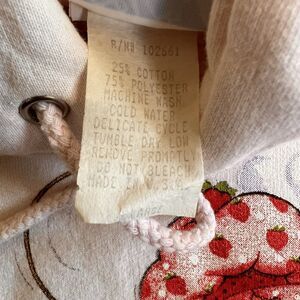 R/N# 102661
25% COTTON
75% POLYESTER
MACHINE WASH
COLD WATER
DELICATE CYCLE
TUMBLE DRY LOW
REMOVE PROMPTLY
DO NOT BLEACH
MADE IN U.S.A.